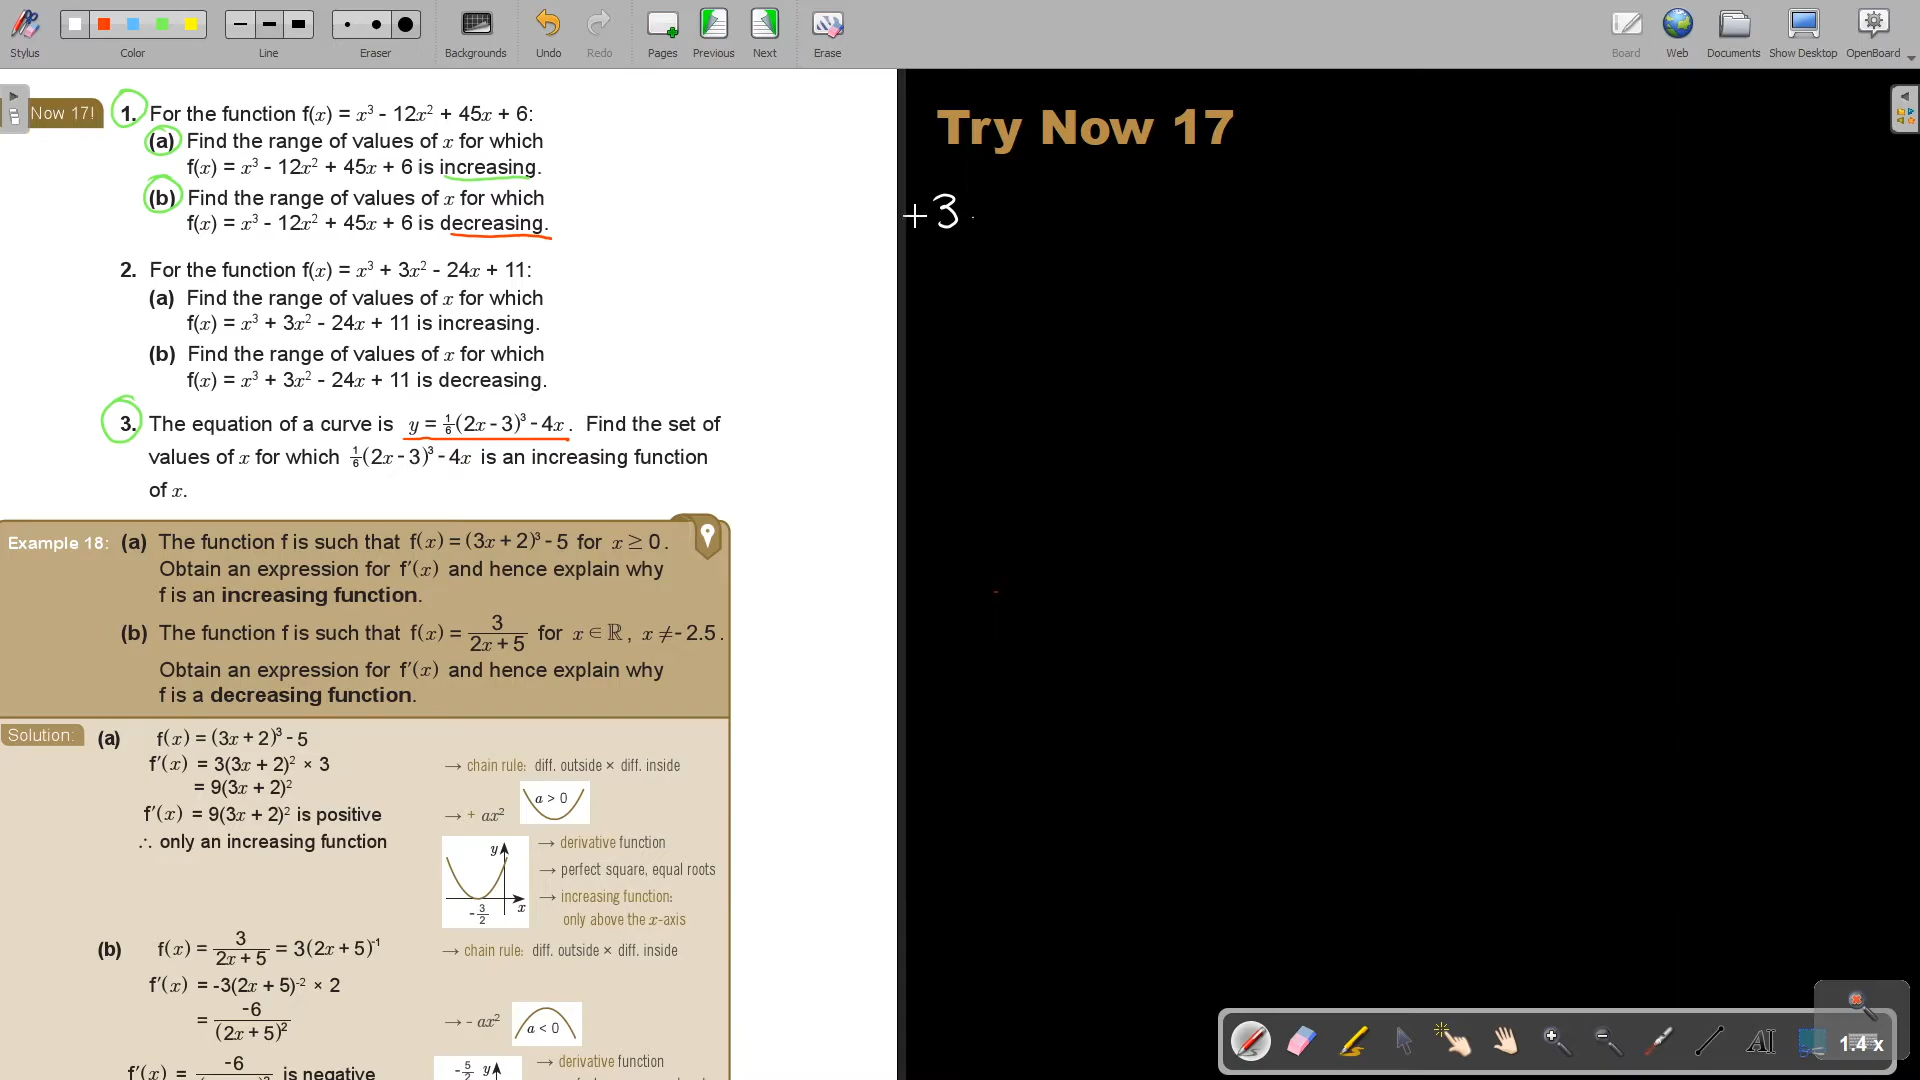 Stylus Color Line Eraser Backgrounds Undo Redo Pages Previous Next Erase Board Web Documents Show Desktop OpenBoard
Now 17!
1. For the function f(x) = x³ - 12x² + 45x + 6:
(a) Find the range of values of x for which
f(x) = x³ - 12x² + 45x + 6 is increasing.
(b) Find the range of values of x for which
f(x) = x³ - 12x² + 45x + 6 is decreasing.
2. For the function f(x) = x³ + 3x² - 24x + 11:
(a) Find the range of values of x for which
f(x) = x³ + 3x² - 24x + 11 is increasing.
(b) Find the range of values of x for which
f(x) = x³ + 3x² - 24x + 11 is decreasing.
3. The equation of a curve is y = 1/6(2x - 3)³ - 4x. Find the set of
values of x for which 1/6(2x - 3)³ - 4x is an increasing function
of x.
Example 18: (a) The function f is such that f(x) = (3x + 2)³ - 5 for x ≥ 0.
Obtain an expression for f′(x) and hence explain why
f is an increasing function.
(b) The function f is such that f(x) = 3/(2x + 5) for x ∈ ℝ, x ≠ - 2.5.
Obtain an expression for f′(x) and hence explain why
f is a decreasing function.
Solution: (a) f(x) = (3x + 2)³ - 5
f′(x) = 3(3x + 2)² × 3 → chain rule: diff. outside × diff. inside
= 9(3x + 2)²
f′(x) = 9(3x + 2)² is positive → + ax² a > 0
∴ only an increasing function
→ derivative function
→ perfect square, equal roots
→ increasing function:
only above the x-axis
y x -3/2
(b) f(x) = 3/(2x + 5) = 3(2x + 5)⁻¹ → chain rule: diff. outside × diff. inside
f′(x) = -3(2x + 5)⁻² × 2
= -6/(2x + 5)² → - ax² a < 0
f′(x) = -6 is negative
-5/2 y → derivative function
Try Now 17
+3
1.4 x